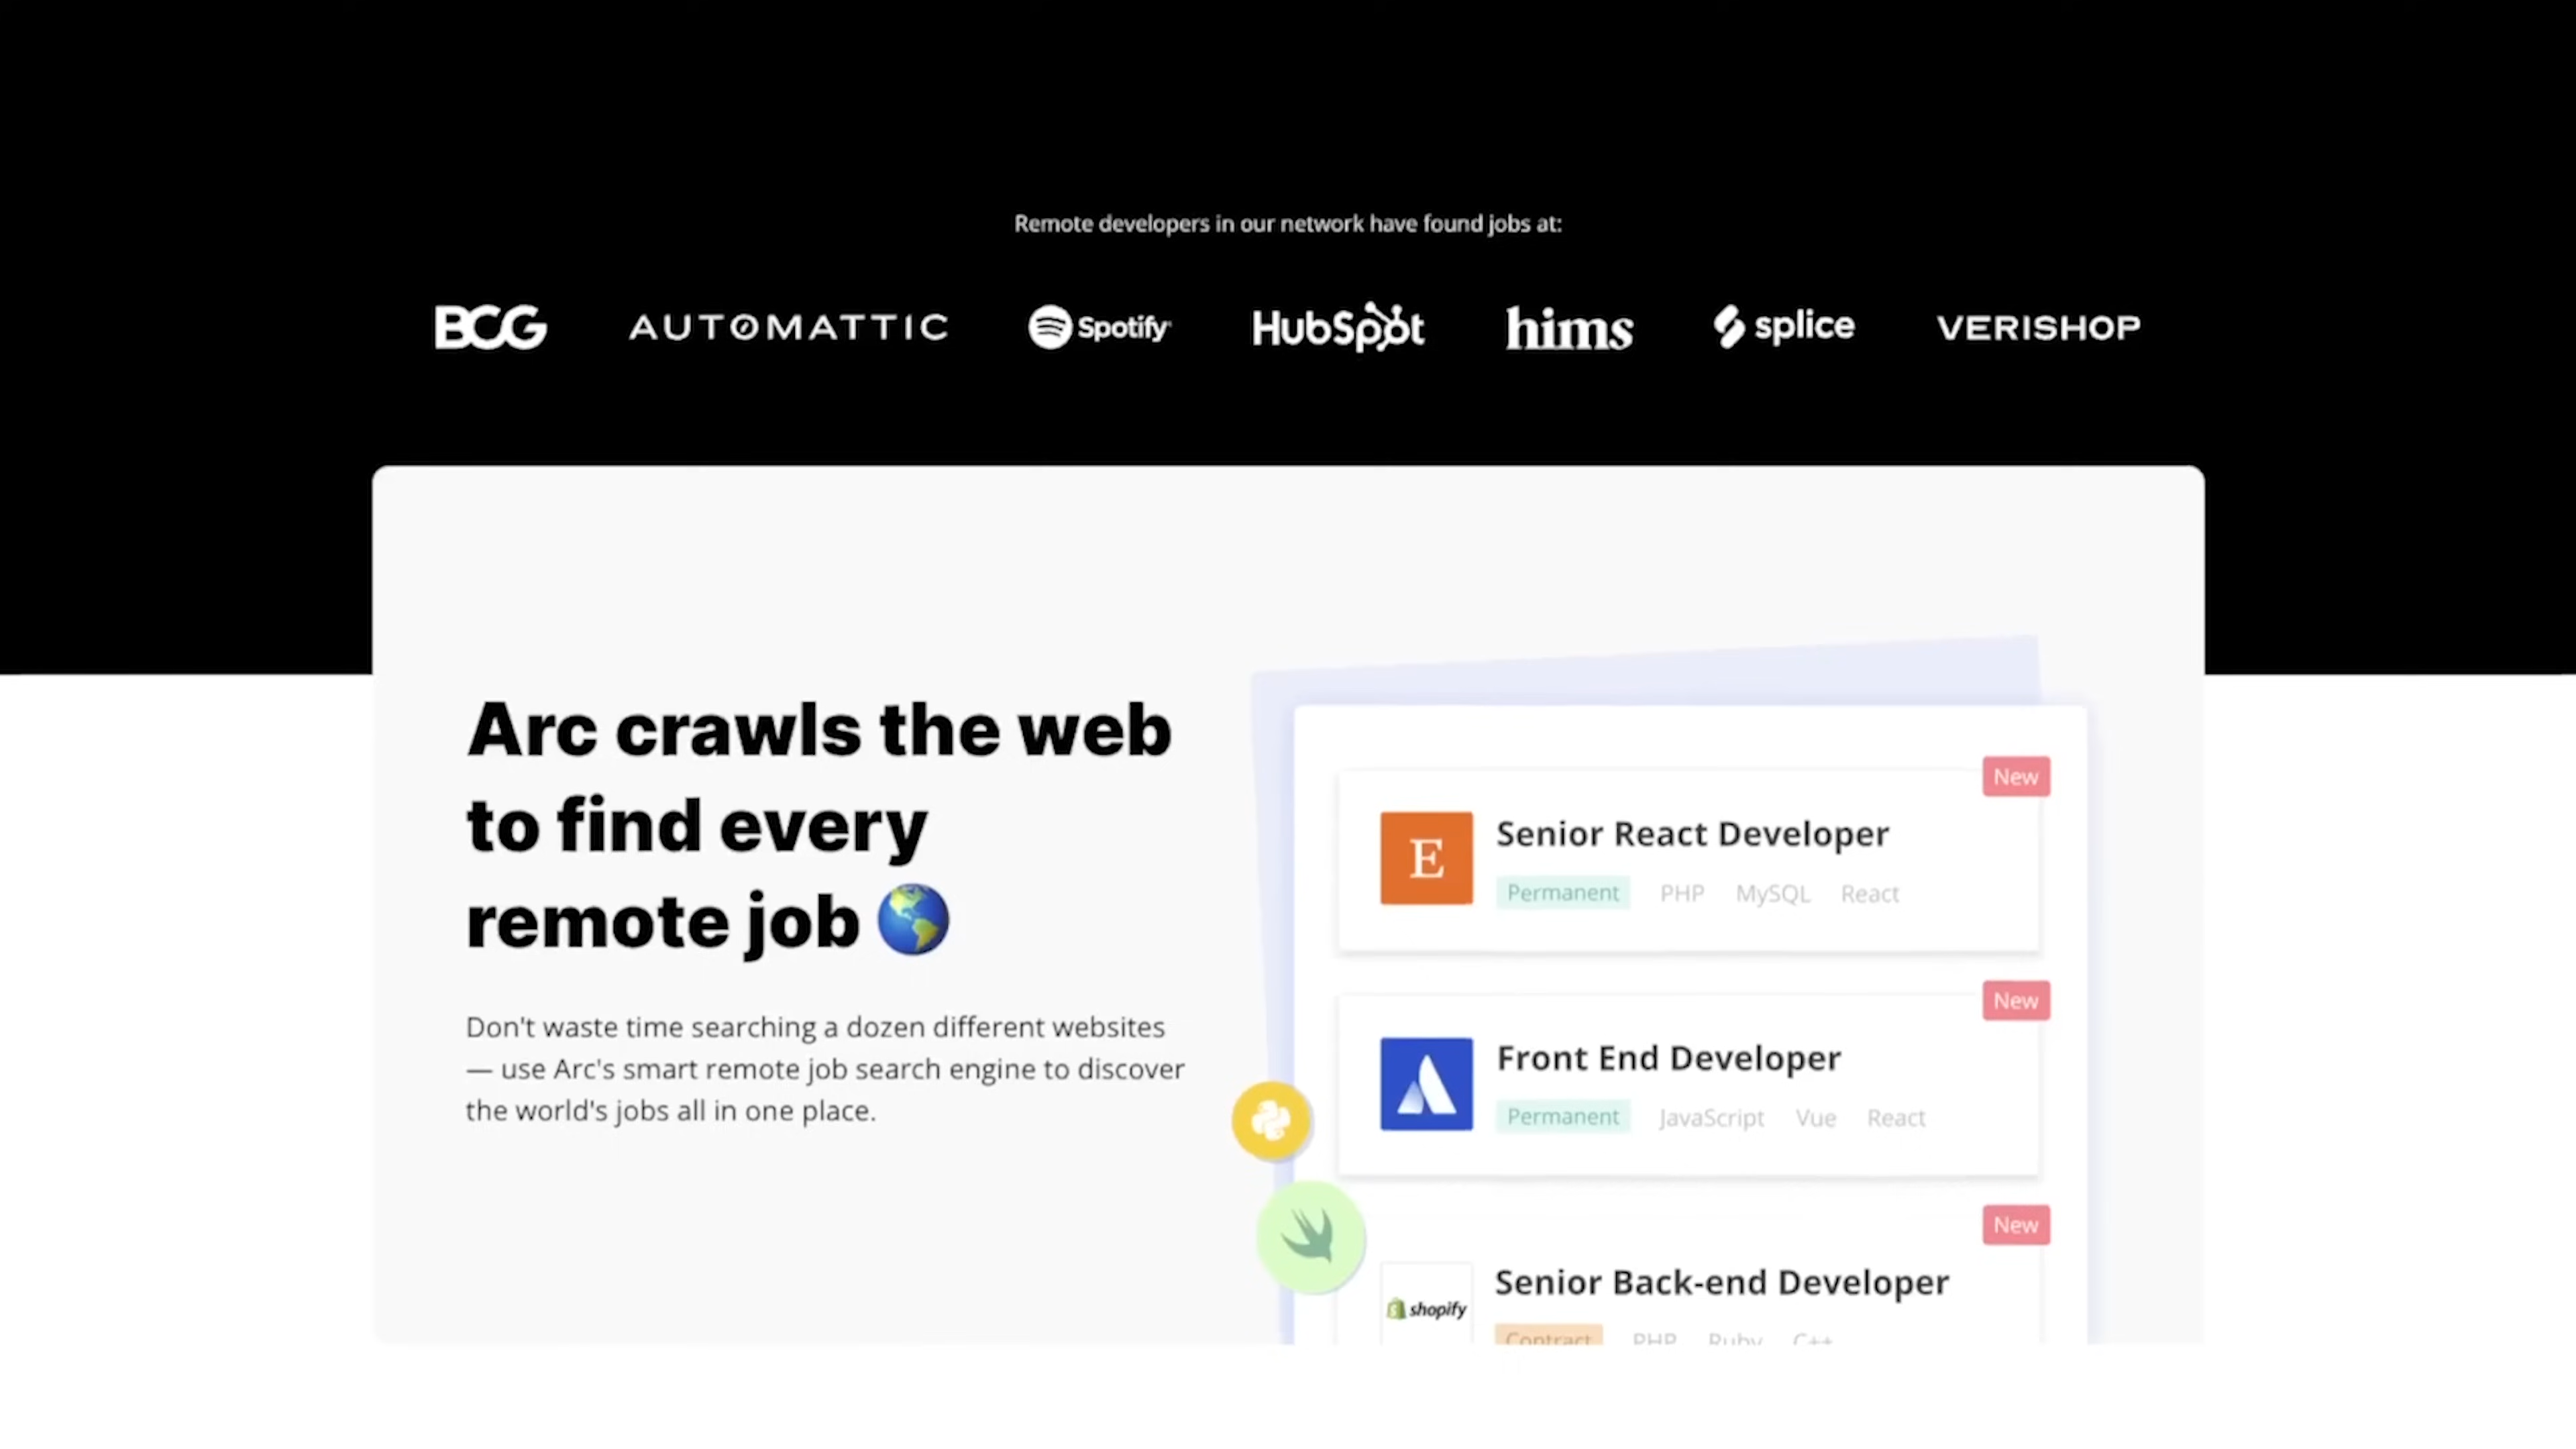 Remote developers in our network have found jobs at:
BCG AUTOMATTIC Spotify HubSpot hims splice VERISHOP
Arc crawls the web
to find every
remote job
Don't waste time searching a dozen different websites
— use Arc's smart remote job search engine to discover
the world's jobs all in one place.
New
E
Senior React Developer
Permanent PHP MySQL React
New
Front End Developer
Permanent JavaScript Vue React
New
shopify
Senior Back-end Developer
Contract PHP Ruby C++